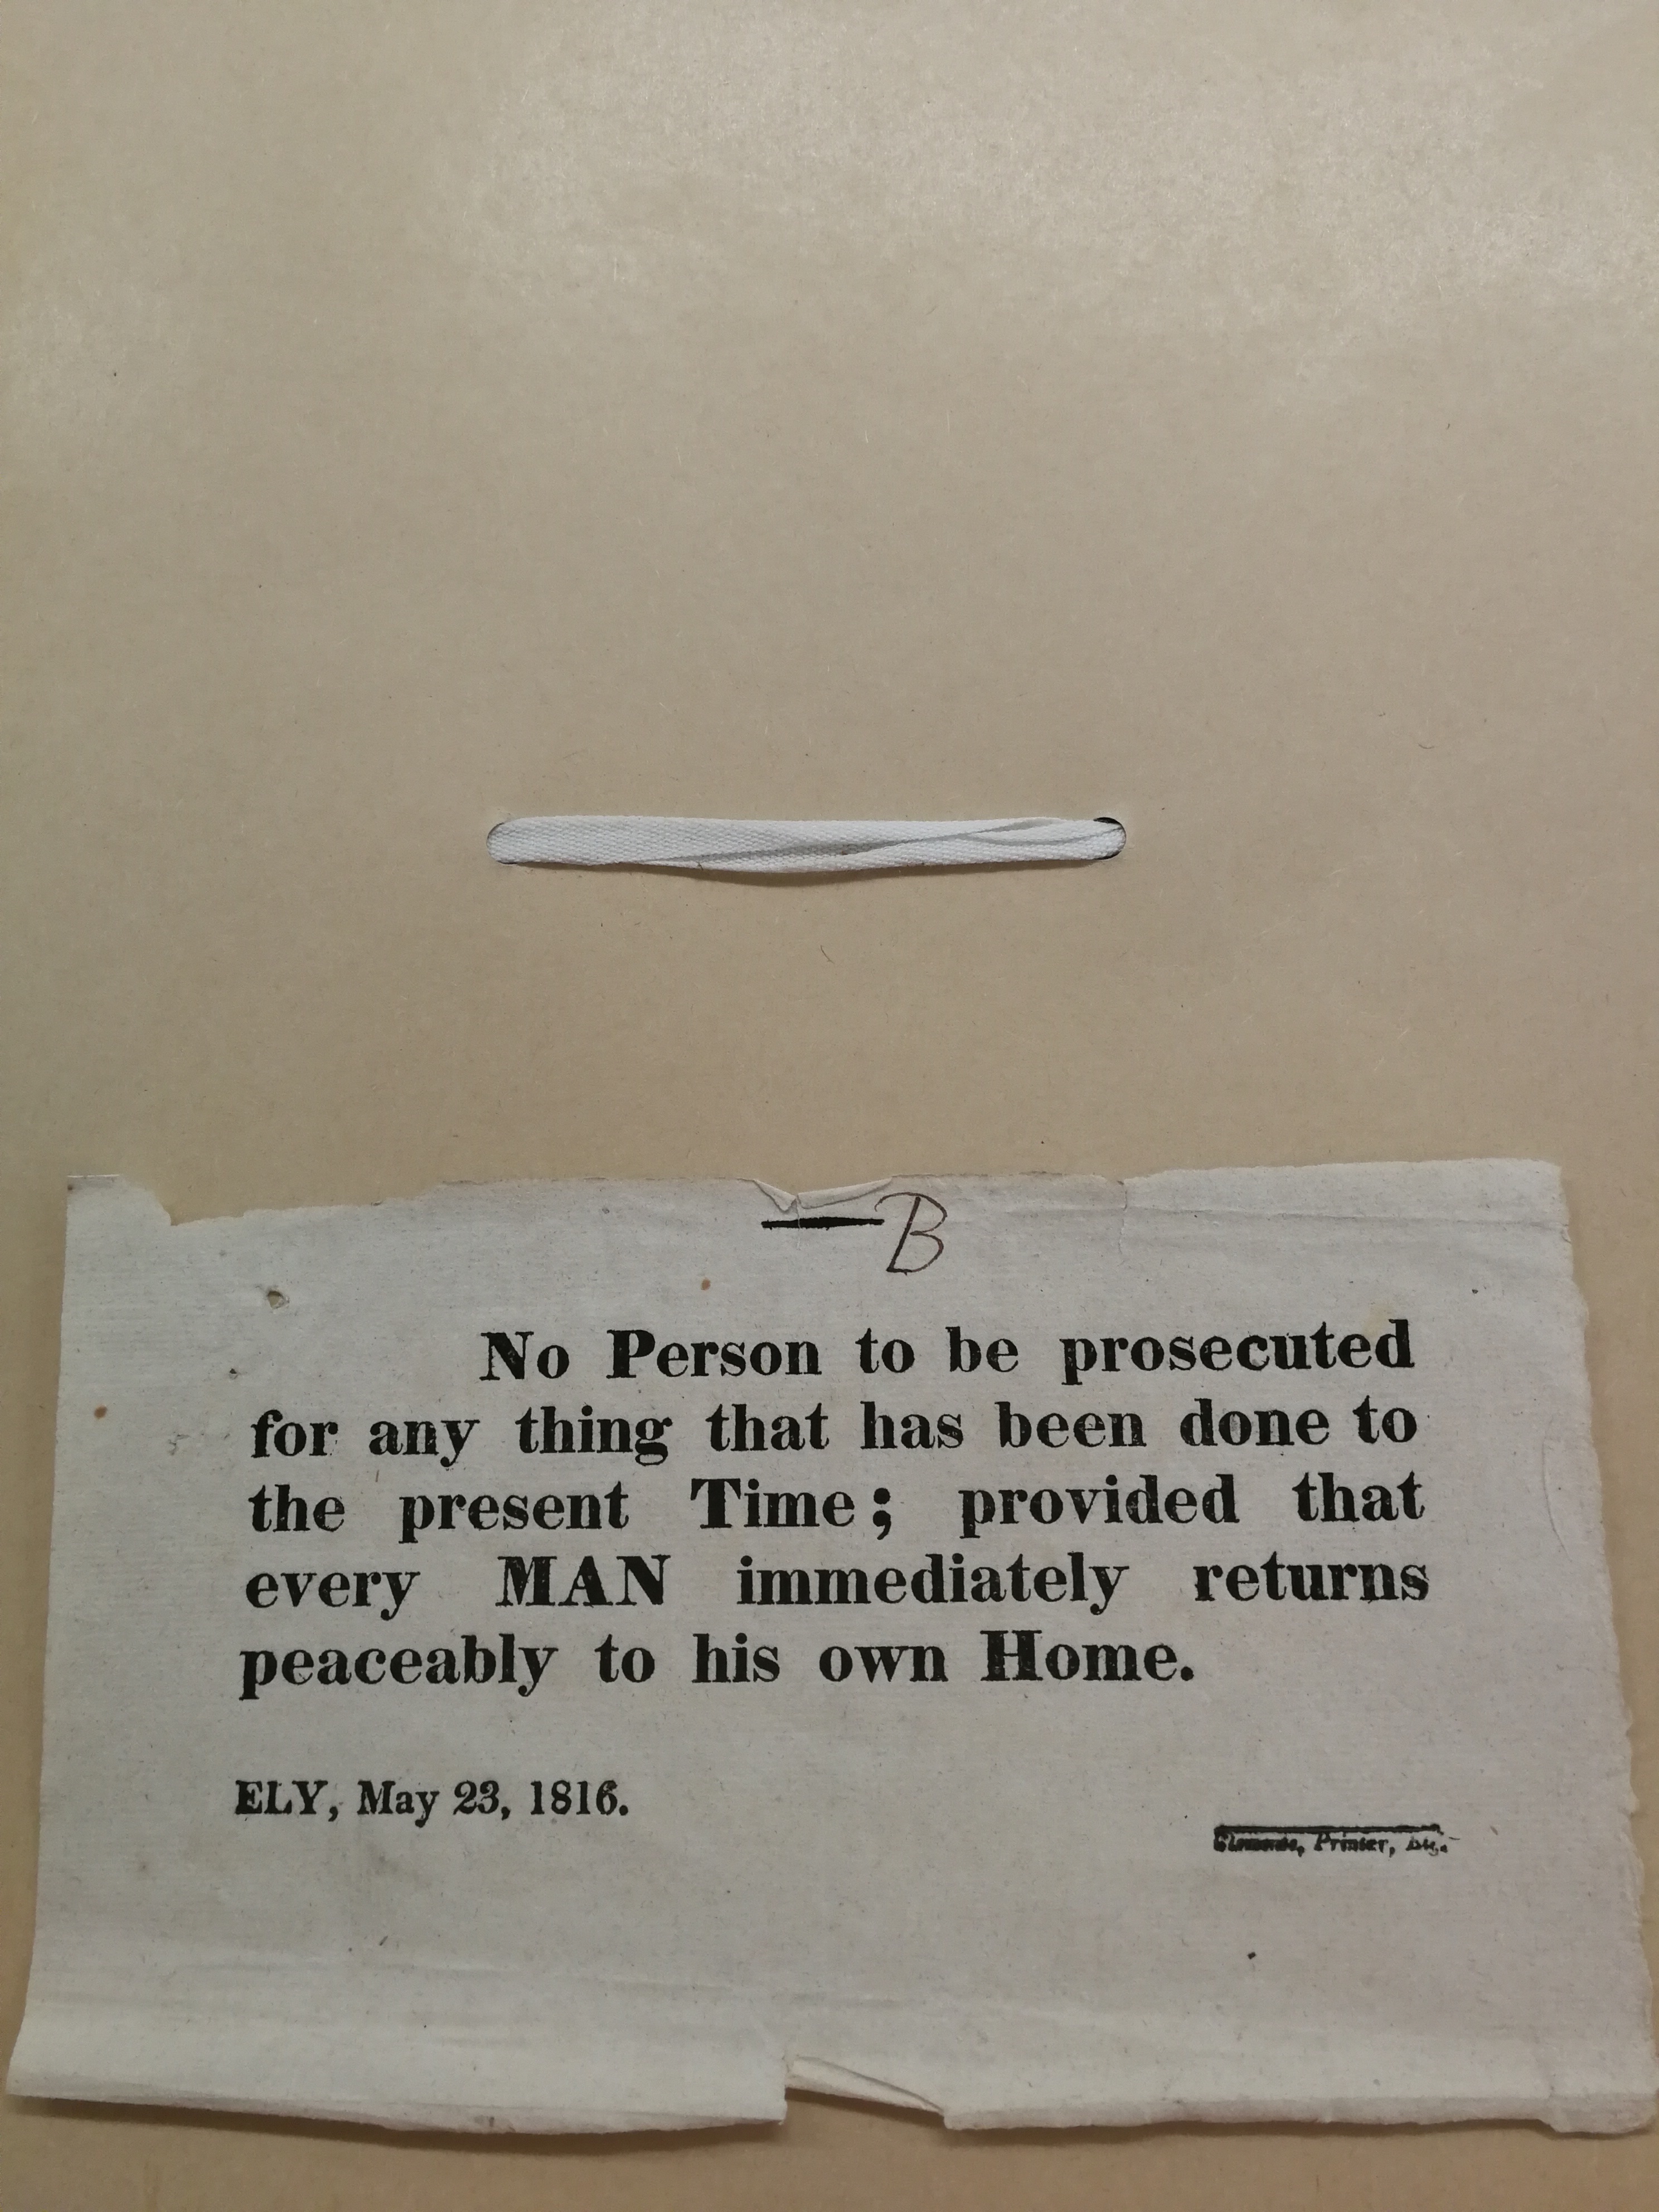 B
No Person to be prosecuted
for any thing that has been done to
the present Time; provided that
every MAN immediately returns
peaceably to his own Home.
ELY, May 23, 1816.
Printer,